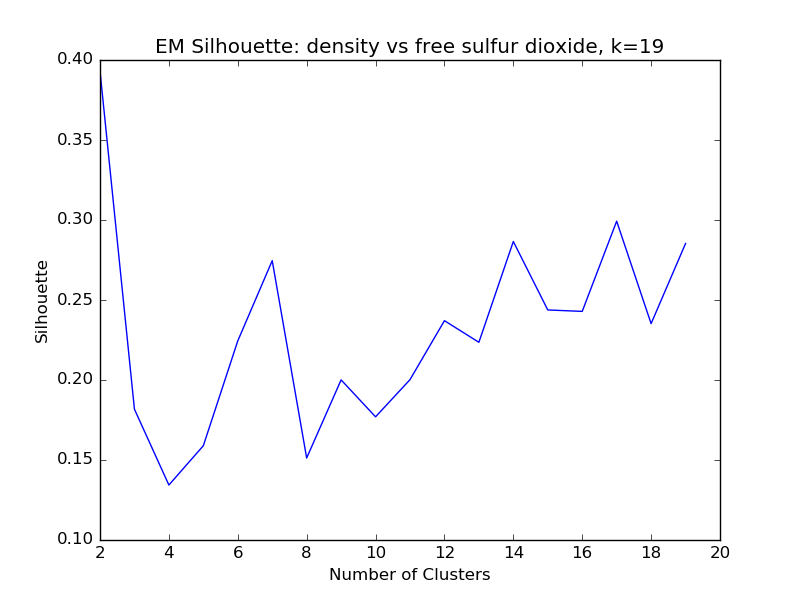 EM Silhouette: density vs free sulfur dioxide, k=19
0.40
0.35
0.30
0.25
0.20
0.15
0.10
Silhouette
2 4 6 8 10 12 14 16 18 20
Number of Clusters